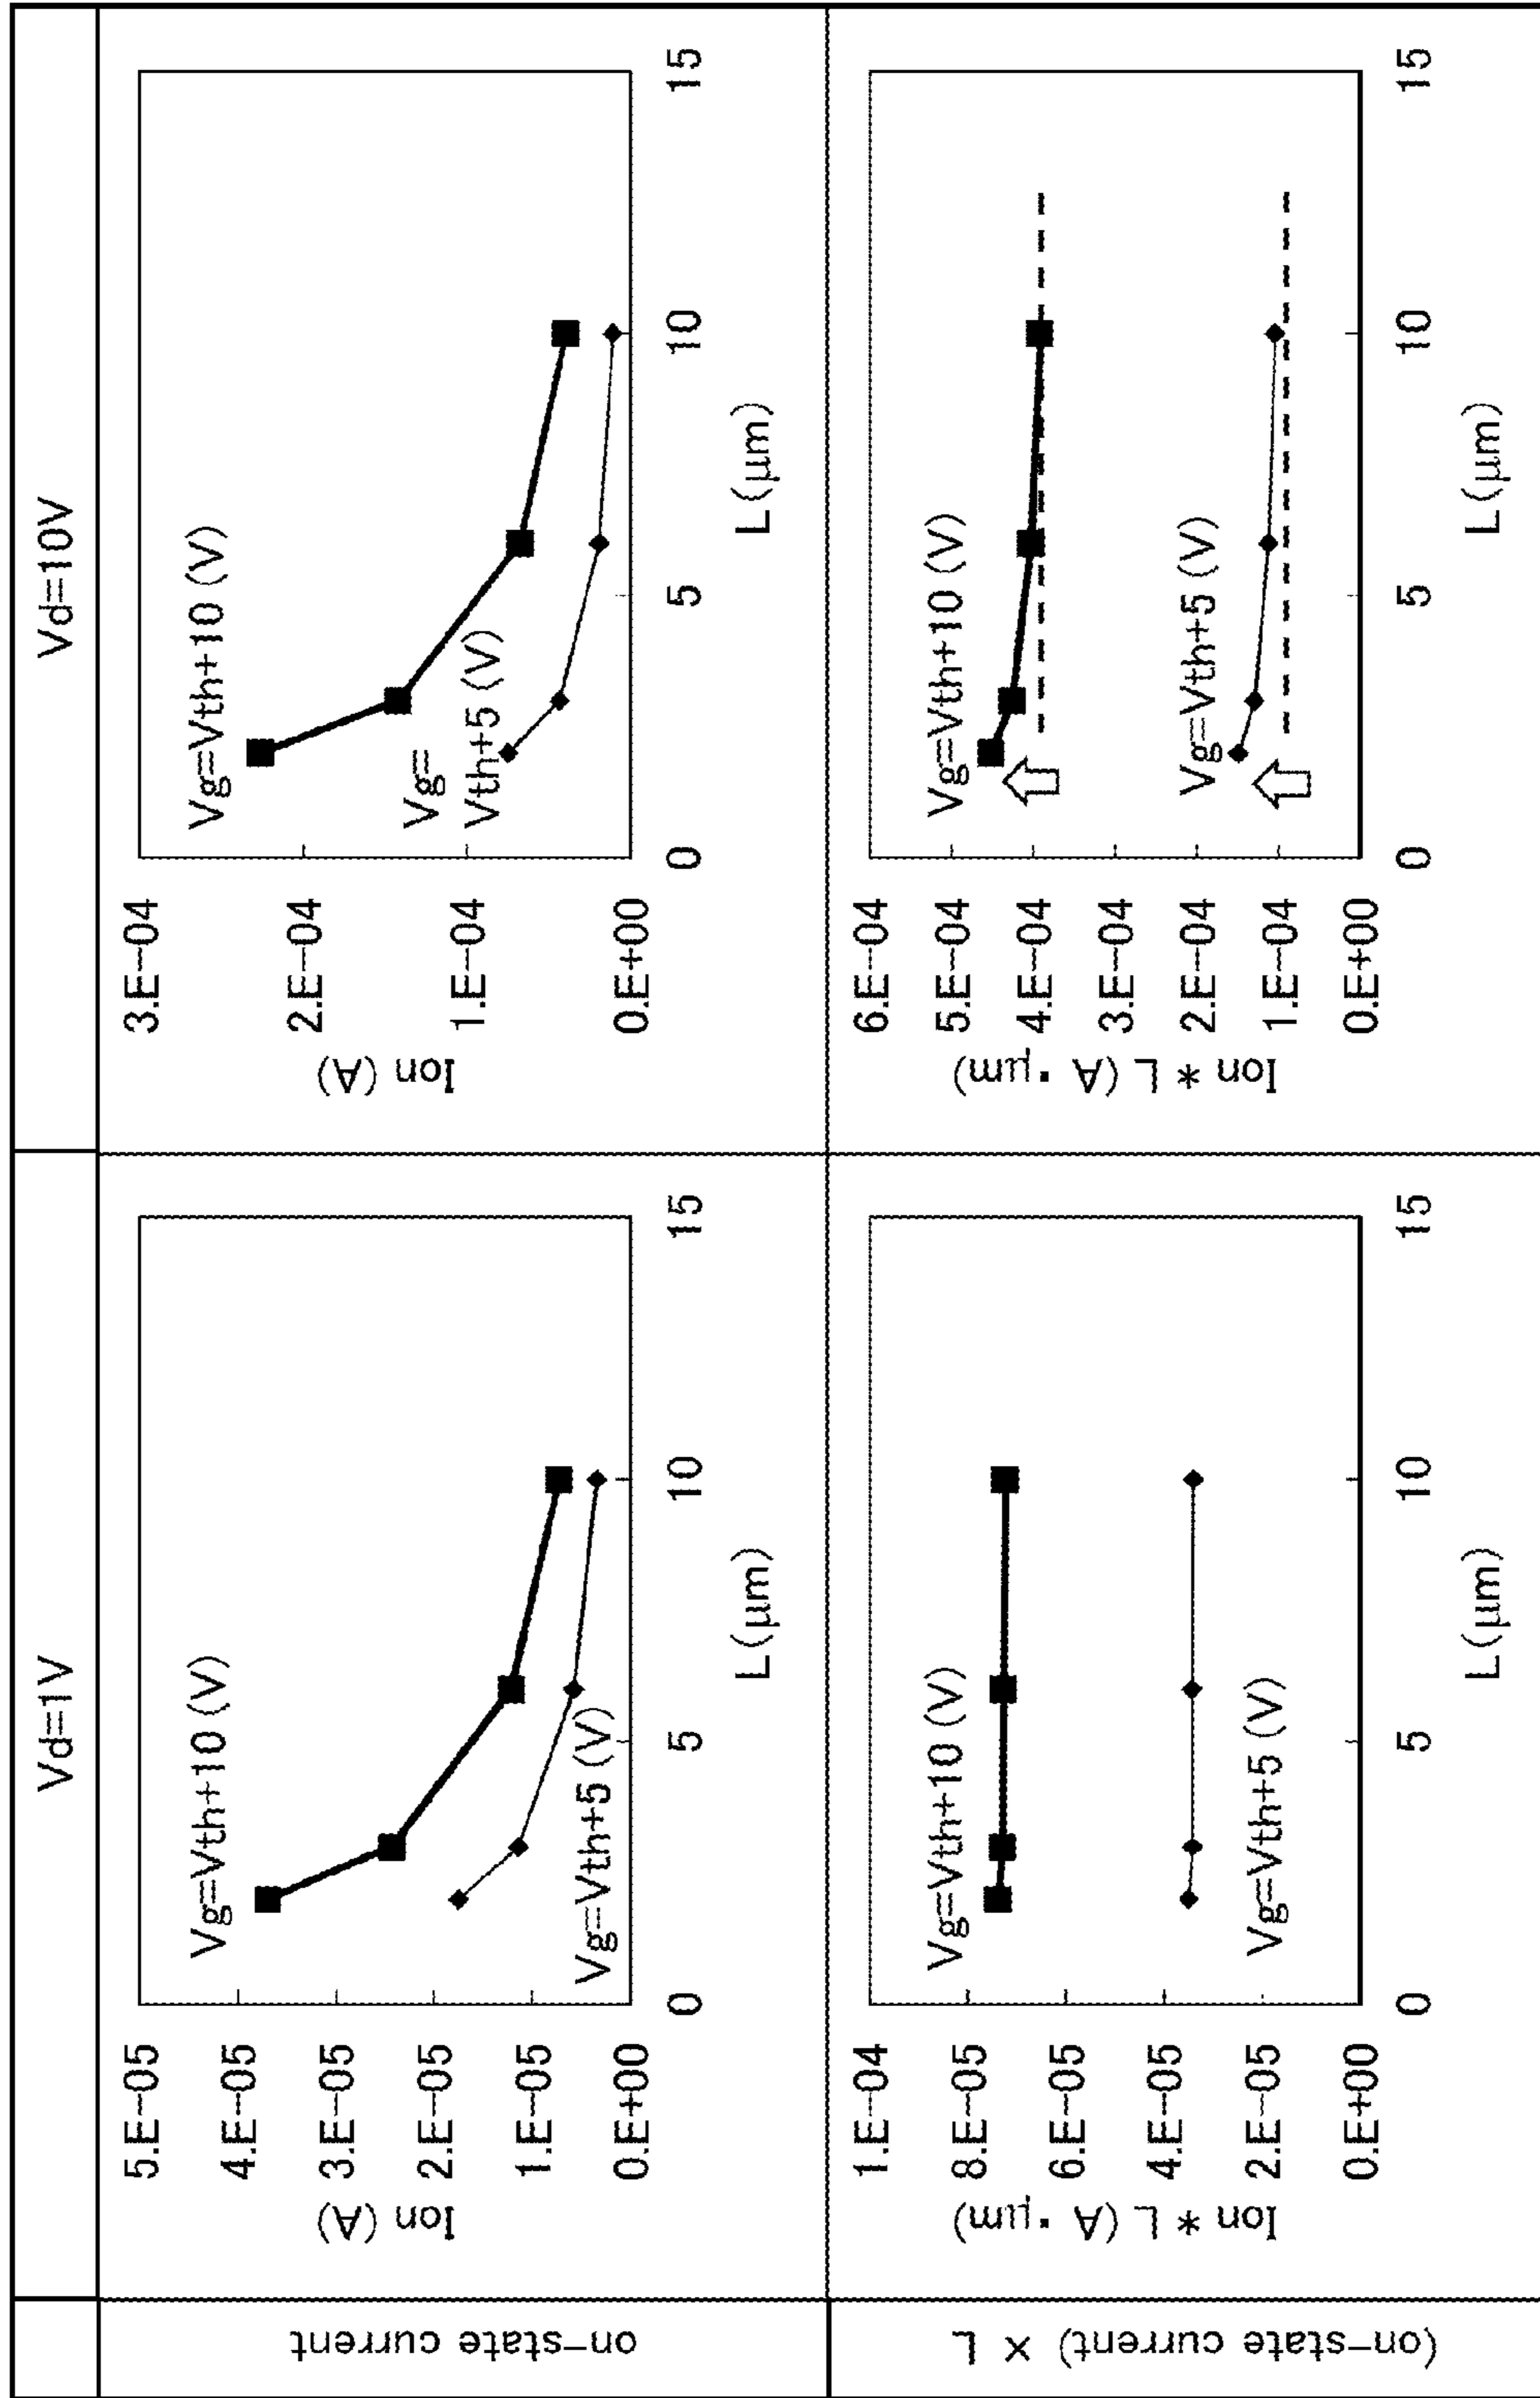 Vd=1V
Vd=10V
on-state current
Ion (A)
5.E-05
4.E-05
3.E-05
2.E-05
1.E-05
0.E+00
Vg=Vth+10 (V)
Vg=Vth+5 (V)
0
5
10
15
L(μm)
Ion (A)
3.E-04
2.E-04
1.E-04
0.E+00
Vg=Vth+10 (V)
Vg=
Vth+5 (V)
0
5
10
15
L(μm)
(on-state current) × L
Ion * L (A・μm)
1.E-04
8.E-05
6.E-05
4.E-05
2.E-05
0.E+00
Vg=Vth+10 (V)
Vg=Vth+5 (V)
0
5
10
15
L(μm)
Ion * L (A・μm)
6.E-04
5.E-04
4.E-04
3.E-04
2.E-04
1.E-04
0.E+00
Vg=Vth+10 (V)
Vg=Vth+5 (V)
0
5
10
15
L(μm)